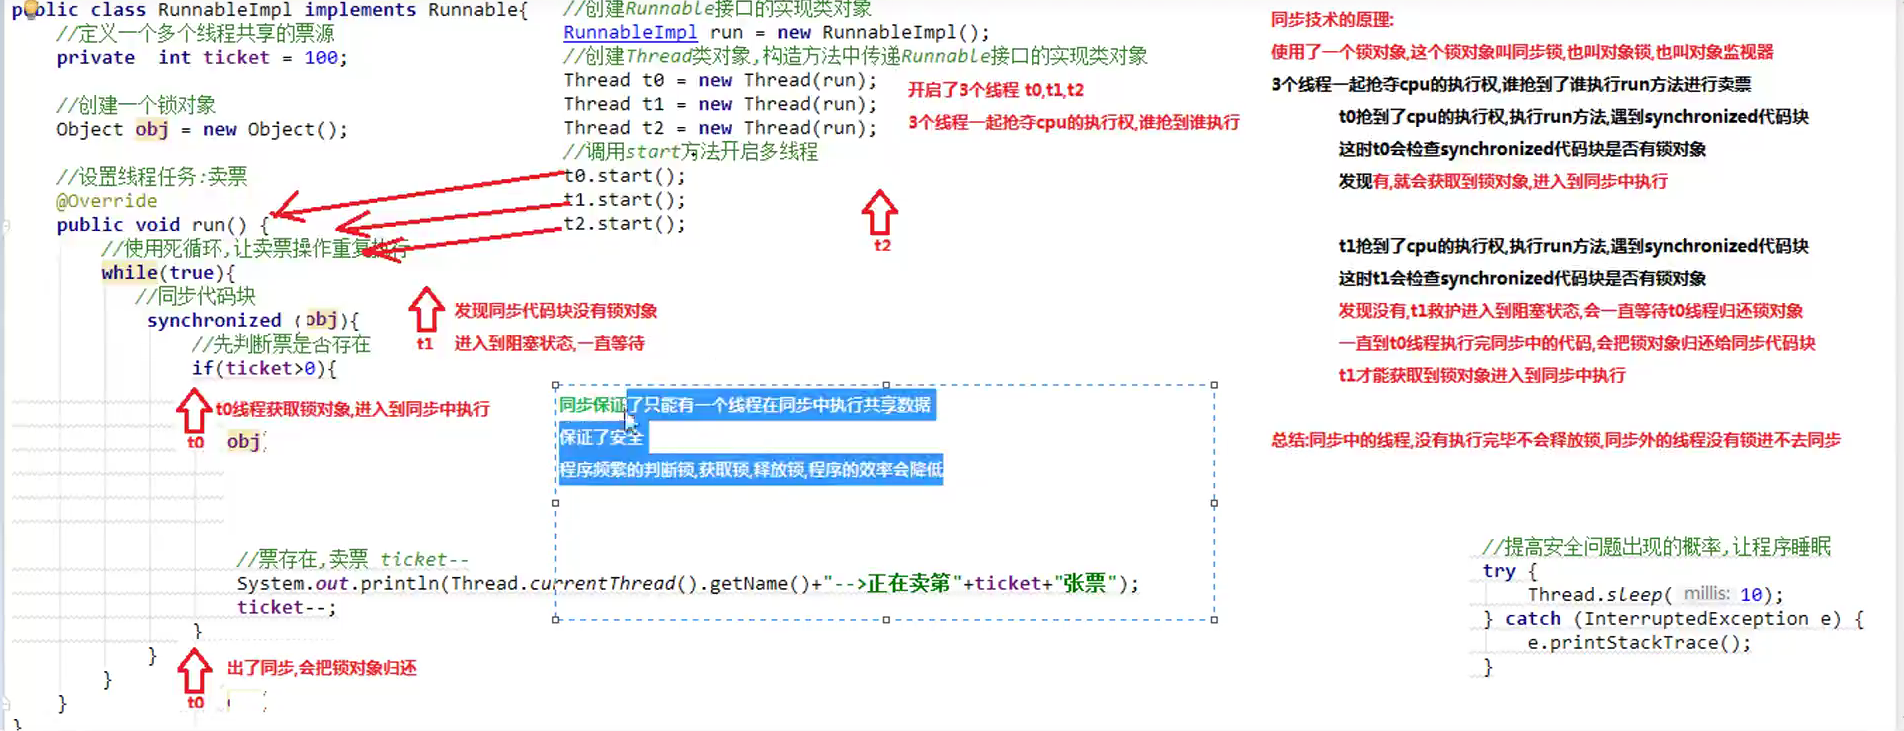 public class RunnableImpl implements Runnable{
//定义一个多个线程共享的票源
private  int ticket = 100;
//创建一个锁对象
Object obj = new Object();
//设置线程任务:卖票
@Override
public void run() {
//使用死循环,让卖票操作重复执行
while(true){
//同步代码块
synchronized (obj){
//先判断票是否存在
if(ticket>0){
t0线程获取锁对象,进入到同步中执行
t0
obj
//票存在,卖票 ticket--
System.out.println(Thread.currentThread().getName()+"-->正在卖第"+ticket+"张票");
ticket--;
}
}
}
}
}
出了同步,会把锁对象归还
t0
t1
发现同步代码块没有锁对象
进入到阻塞状态,一直等待
//创建Runnable接口的实现类对象
RunnableImpl run = new RunnableImpl();
//创建Thread类对象,构造方法中传递Runnable接口的实现类对象
Thread t0 = new Thread(run);
Thread t1 = new Thread(run);
Thread t2 = new Thread(run);
//调用start方法开启多线程
t0.start();
t1.start();
t2.start();
开启了3个线程 t0,t1,t2
3个线程一起抢夺cpu的执行权,谁抢到谁执行
t2
同步保证了只能有一个线程在同步中执行共享数据
保证了安全
程序频繁的判断锁,获取锁,释放锁,程序的效率会降低
同步技术的原理:
使用了一个锁对象,这个锁对象叫同步锁,也叫对象锁,也叫对象监视器
3个线程一起抢夺cpu的执行权,谁抢到了谁执行run方法进行卖票
t0抢到了cpu的执行权,执行run方法,遇到synchronized代码块
这时t0会检查synchronized代码块是否有锁对象
发现有,就会获取到锁对象,进入到同步中执行
t1抢到了cpu的执行权,执行run方法,遇到synchronized代码块
这时t1会检查synchronized代码块是否有锁对象
发现没有,t1救护进入到阻塞状态,会一直等待t0线程归还锁对象
一直到t0线程执行完同步中的代码,会把锁对象归还给同步代码块
t1才能获取到锁对象进入到同步中执行
总结:同步中的线程,没有执行完毕不会释放锁,同步外的线程没有锁进不去同步
//提高安全问题出现的概率,让程序睡眠
try {
Thread.sleep( millis: 10);
} catch (InterruptedException e) {
e.printStackTrace();
}